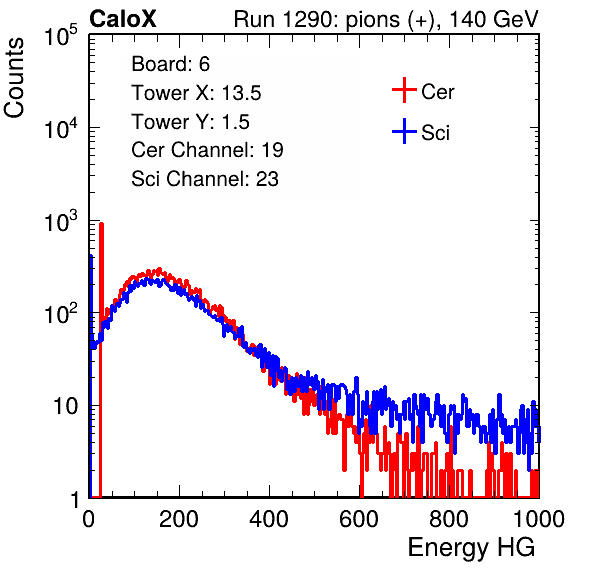 CaloX Run 1290: pions (+), 140 GeV
Counts
Board: 6
Tower X: 13.5
Tower Y: 1.5
Cer Channel: 19
Sci Channel: 23
Cer
Sci
10^5
10^4
10^3
10^2
10
1
0 200 400 600 800 1000
Energy HG